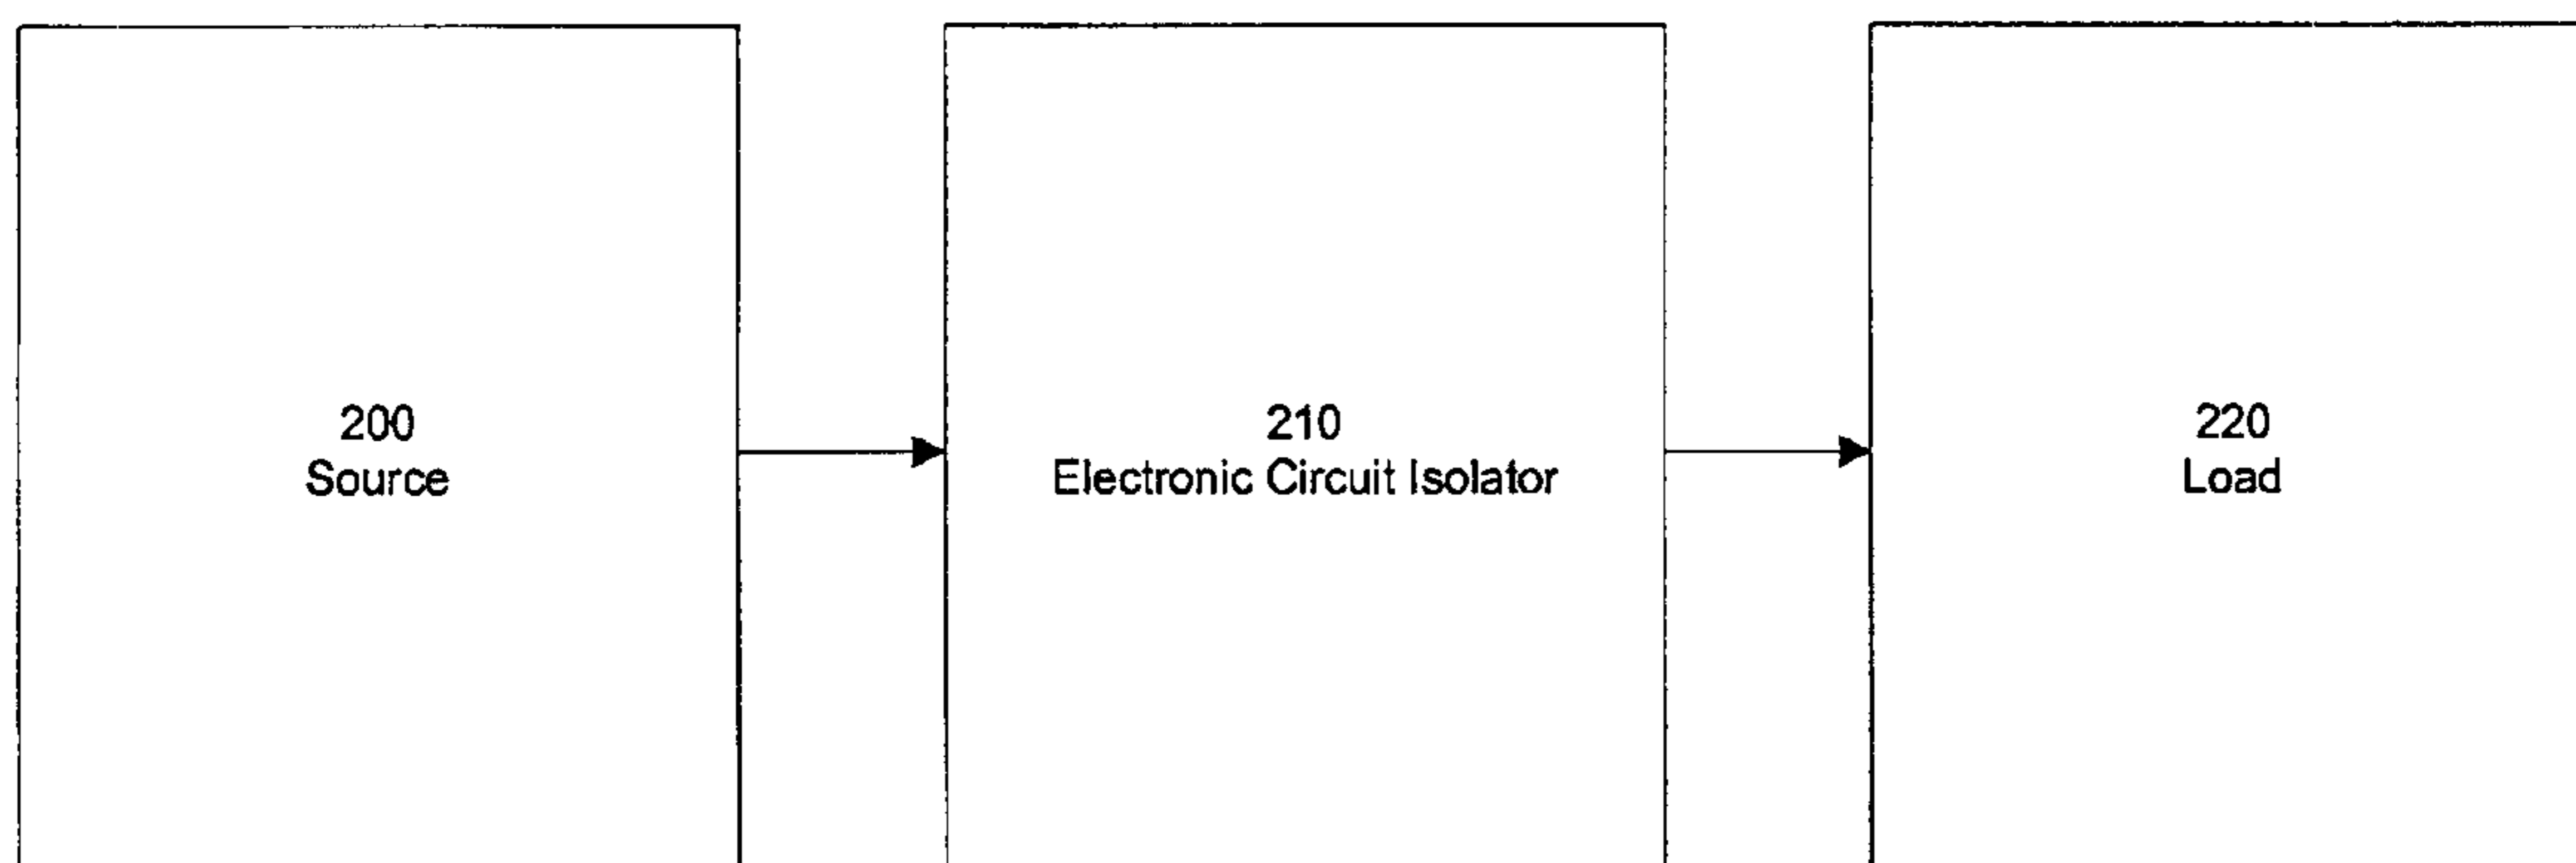 200
Source
210
Electronic Circuit Isolator
220
Load